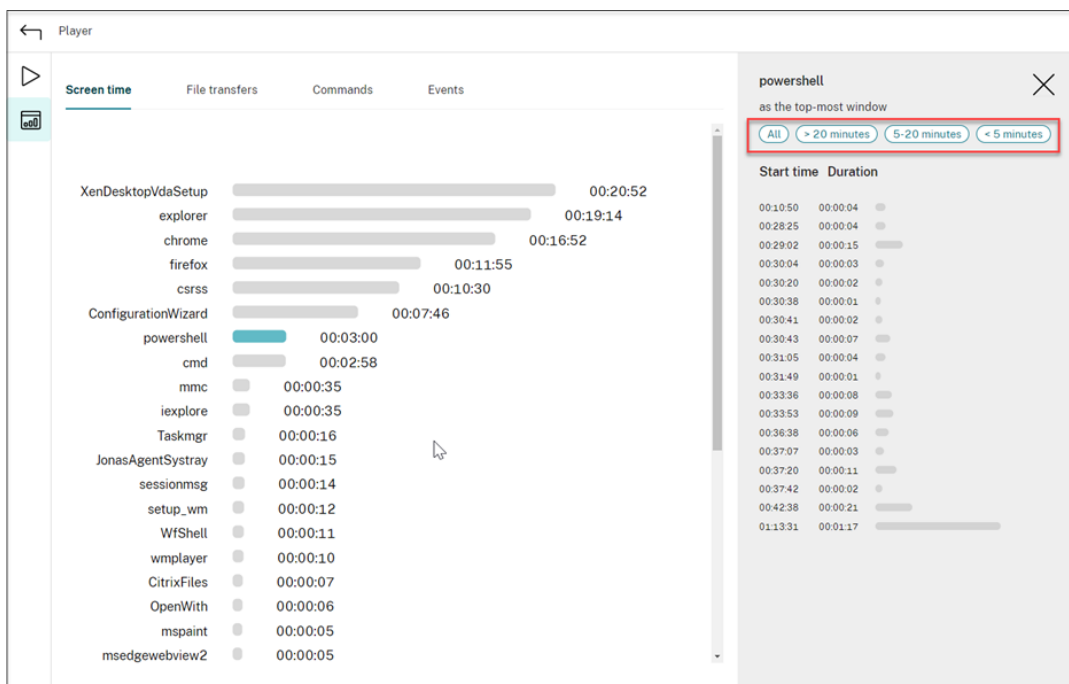 Player
Screen time File transfers Commands Events
XenDesktopVdaSetup 00:20:52
explorer 00:19:14
chrome 00:16:52
firefox 00:11:55
csrss 00:10:30
ConfigurationWizard 00:07:46
powershell 00:03:00
cmd 00:02:58
mmc 00:00:35
iexplore 00:00:35
Taskmgr 00:00:16
JonasAgentSystray 00:00:15
sessionmsg 00:00:14
setup_wm 00:00:12
WfShell 00:00:11
wmplayer 00:00:10
CitrixFiles 00:00:07
OpenWith 00:00:06
mspaint 00:00:05
msedgewebview2 00:00:05
powershell
as the top-most window
All > 20 minutes 5-20 minutes < 5 minutes
Start time Duration
00:10:50 00:00:04
00:28:25 00:00:04
00:29:02 00:00:15
00:30:04 00:00:03
00:30:20 00:00:02
00:30:38 00:00:01
00:30:41 00:00:02
00:30:43 00:00:07
00:31:05 00:00:04
00:31:49 00:00:01
00:33:36 00:00:08
00:33:53 00:00:09
00:36:38 00:00:06
00:37:07 00:00:03
00:37:20 00:00:11
00:37:42 00:00:02
00:42:38 00:00:21
01:13:31 00:01:17